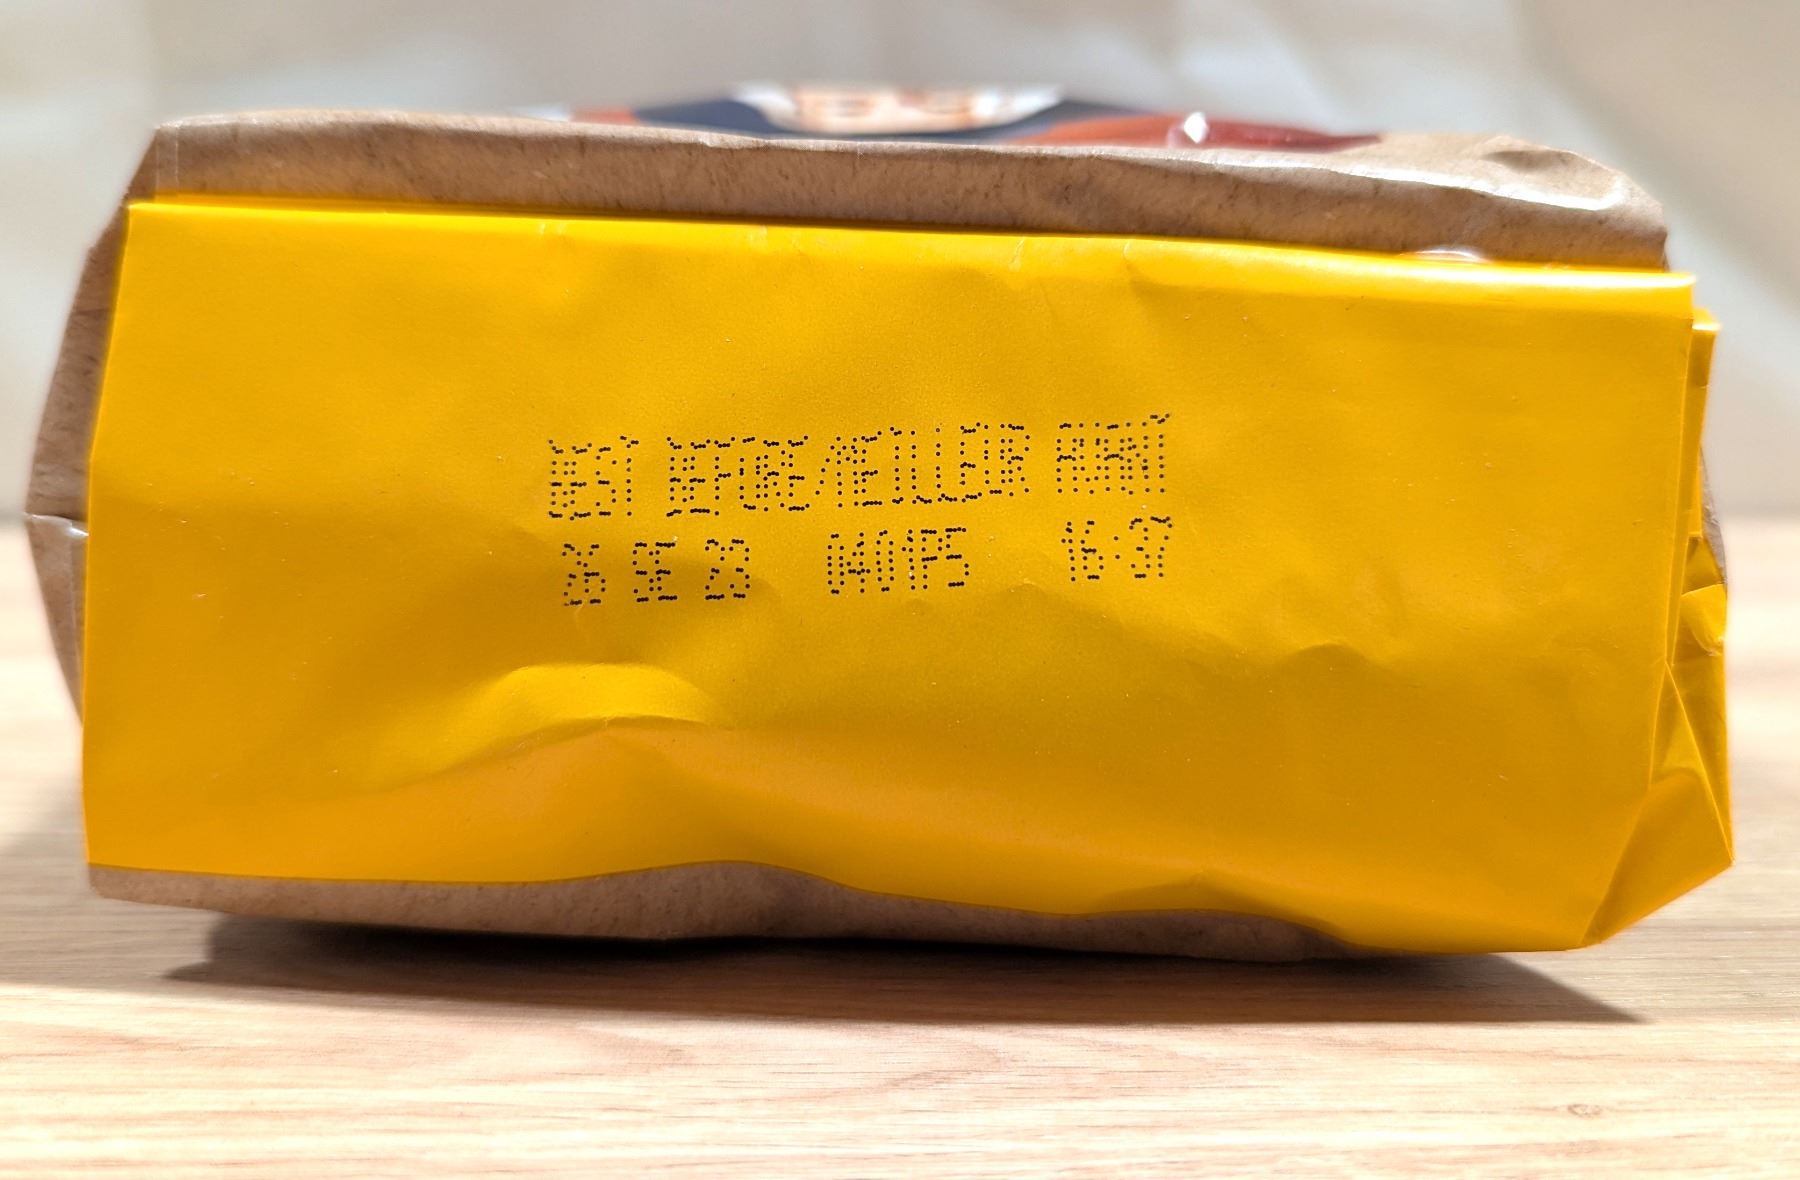 BEST BEFORE/MEILLEUR AVANT
26 SE 23 0401P5 16:37